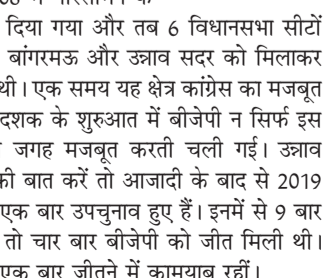 दिया गया और तब 6 विधानसभा सीटों
बांगरमऊ और उन्नाव सदर को मिलाकर
थी। एक समय यह क्षेत्र कांग्रेस का मजबूत
दशक के शुरुआत में बीजेपी न सिर्फ इस
जगह मजबूत करती चली गई। उन्नाव
की बात करें तो आजादी के बाद से 2019
एक बार उपचुनाव हुए हैं। इनमें से 9 बार
तो चार बार बीजेपी को जीत मिली थी।
एक बार जीतने में कामयाब रहीं।